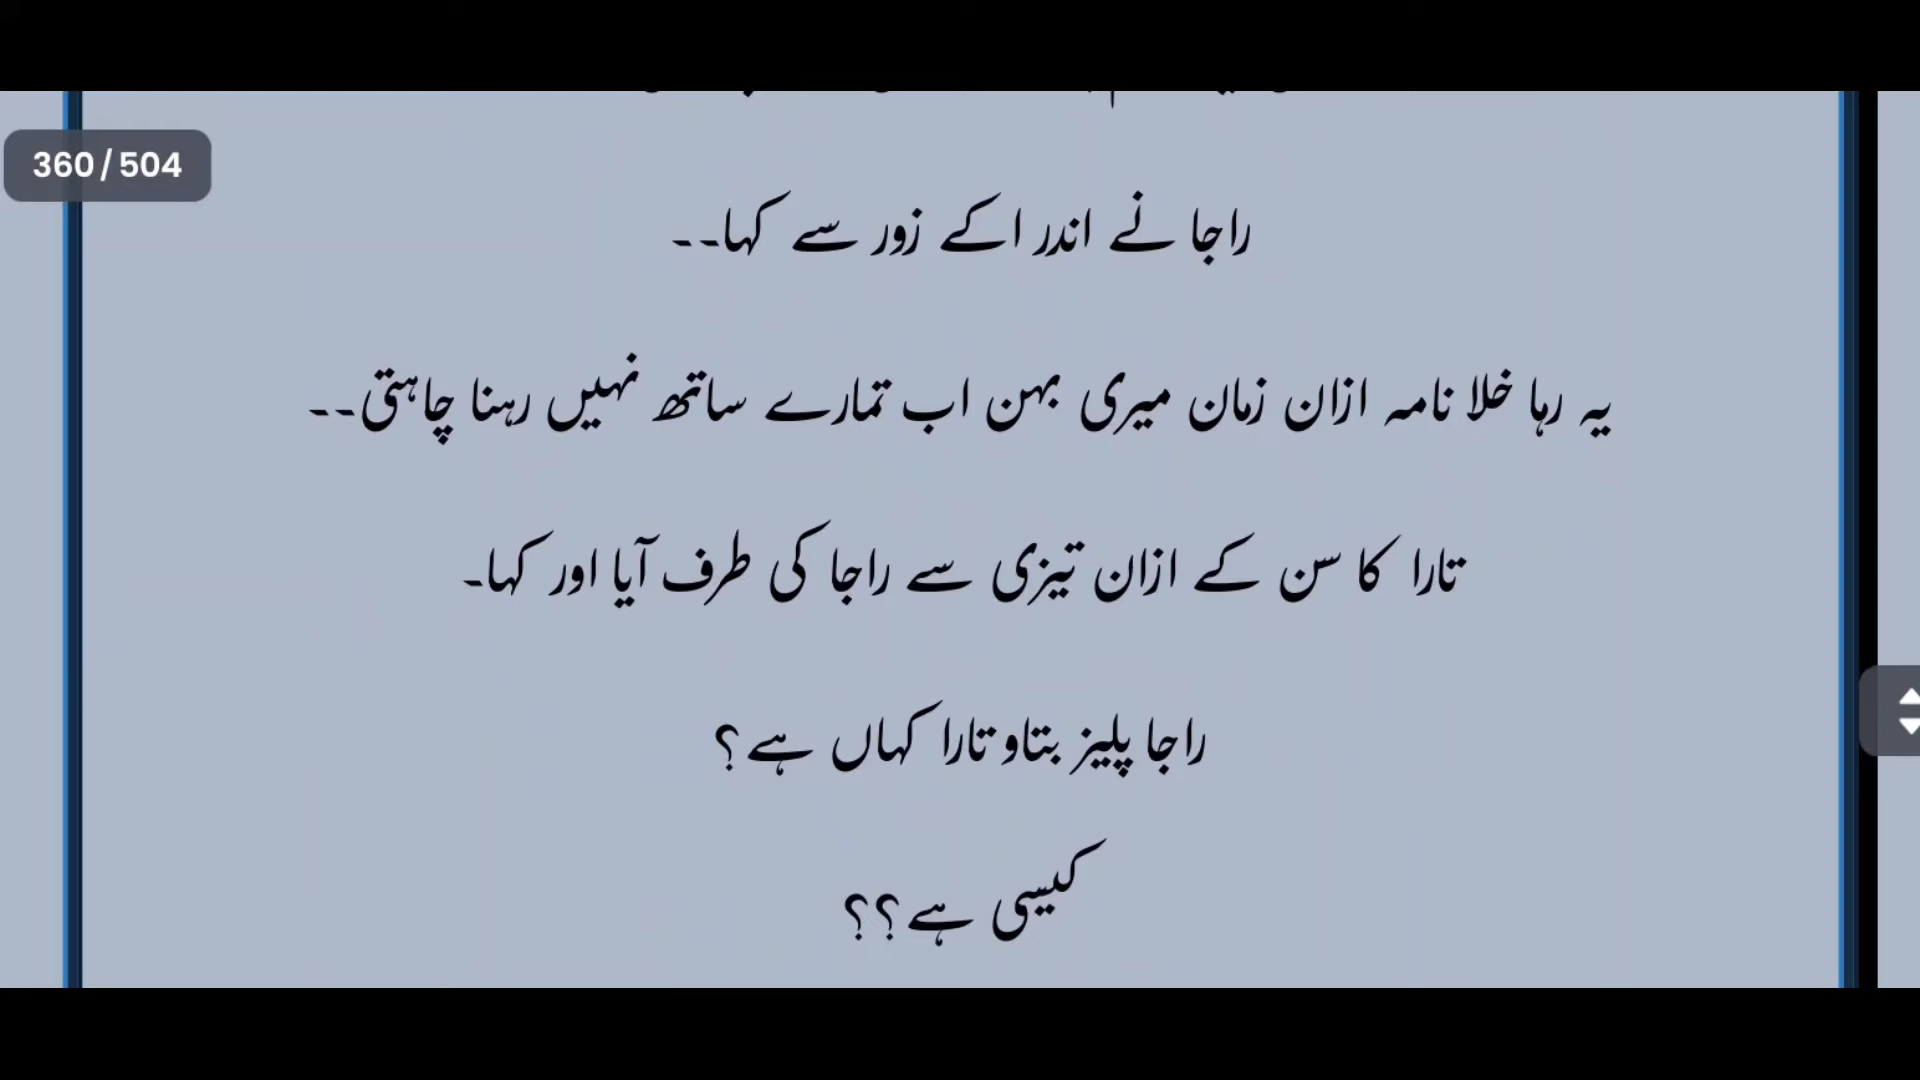 360/504
راجا نے اندر اکے زور سے کہا۔۔
یہ رہا خلا نامہ ازان زمان میری بہن اب تمارے ساتھ نہیں رہنا چاہتی۔۔
تارا کا سن کے ازان تیزی سے راجا کی طرف آیا اور کہا۔
راجا پلیز بتاو تارا کہاں ہے؟
کیسی ہے؟؟